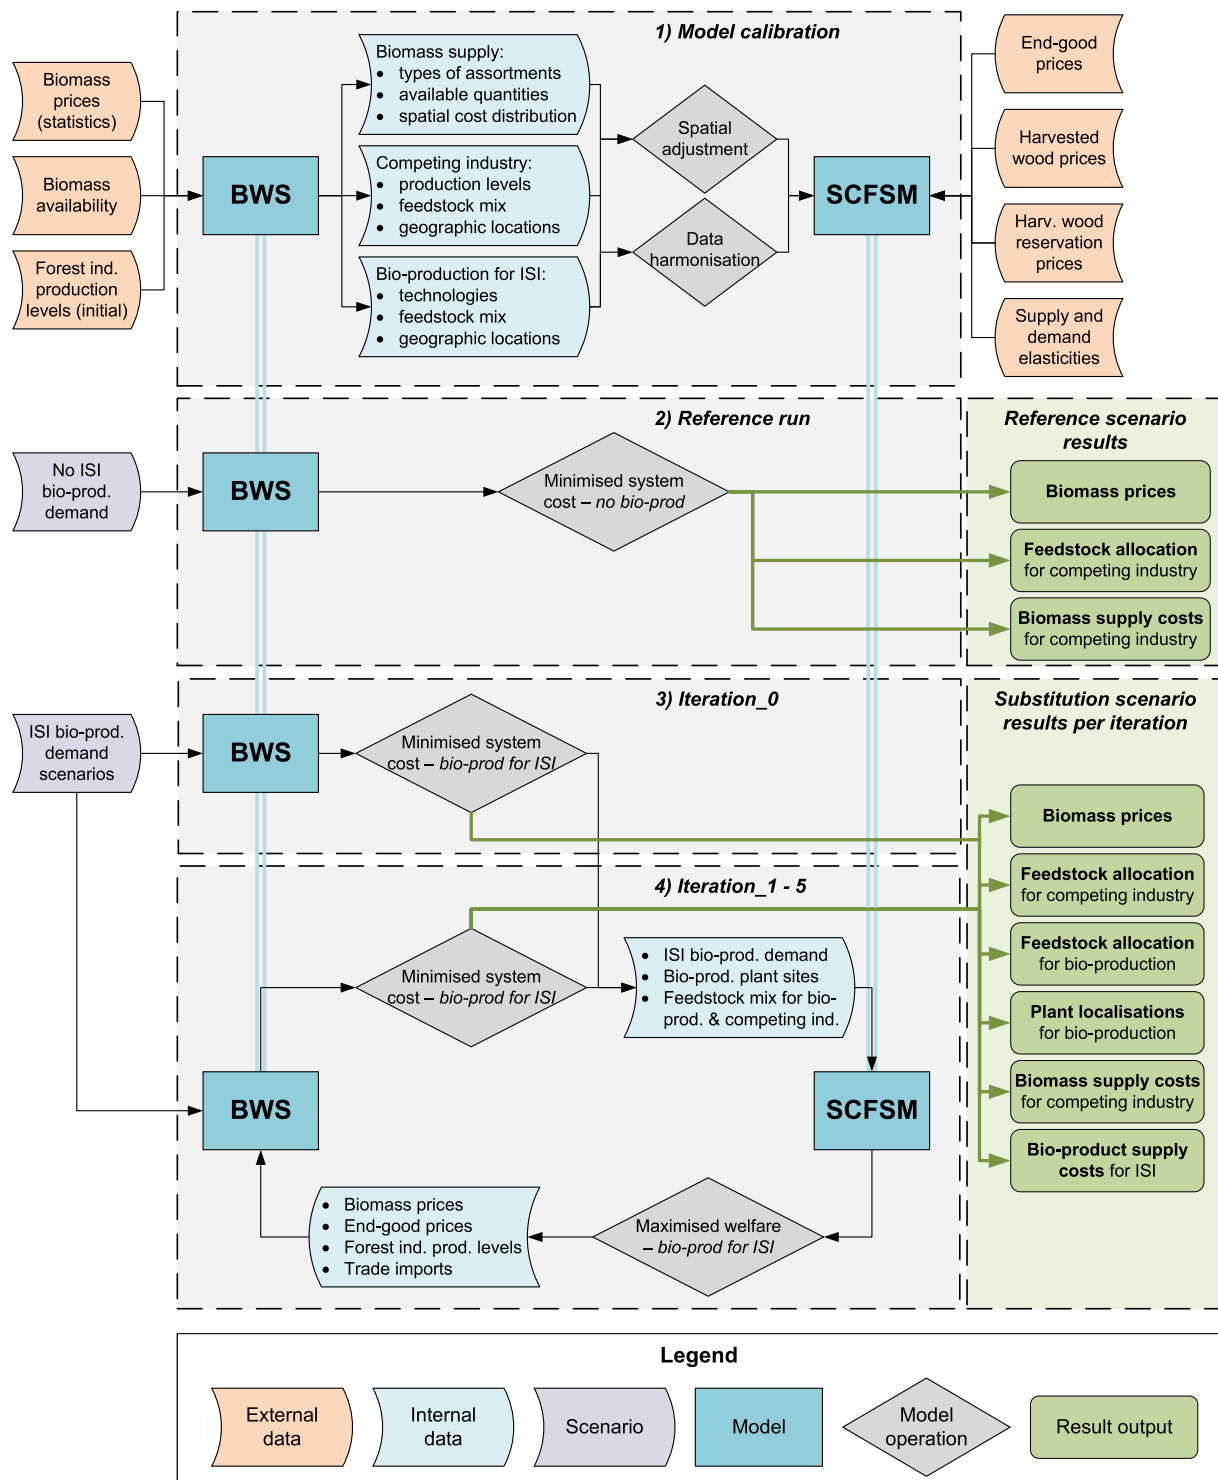 1) Model calibration
Biomass
prices
(statistics)
Biomass
availability
Forest ind.
production
levels (initial)
BWS
Biomass supply:
• types of assortments
• available quantities
• spatial cost distribution
Competing industry:
• production levels
• feedstock mix
• geographic locations
Bio-production for ISI:
• technologies
• feedstock mix
• geographic locations
Spatial
adjustment
Data
harmonisation
SCFSM
End-good
prices
Harvested
wood prices
Harv. wood
reservation
prices
Supply and
demand
elasticities
2) Reference run
No ISI
bio-prod.
demand
BWS
Minimised system
cost – no bio-prod
Reference scenario
results
Biomass prices
Feedstock allocation
for competing industry
Biomass supply costs
for competing industry
3) Iteration_0
ISI bio-prod.
demand
scenarios
BWS
Minimised system
cost – bio-prod for ISI
Substitution scenario
results per iteration
Biomass prices
Feedstock allocation
for competing industry
Feedstock allocation
for bio-production
Plant localisations
for bio-production
Biomass supply costs
for competing industry
Bio-product supply
costs for ISI
4) Iteration_1 - 5
Minimised system
cost – bio-prod for ISI
• ISI bio-prod. demand
• Bio-prod. plant sites
• Feedstock mix for bio-
prod. & competing ind.
BWS
SCFSM
• Biomass prices
• End-good prices
• Forest ind. prod. levels
• Trade imports
Maximised welfare
– bio-prod for ISI
Legend
External
data
Internal
data
Scenario
Model
Model
operation
Result output